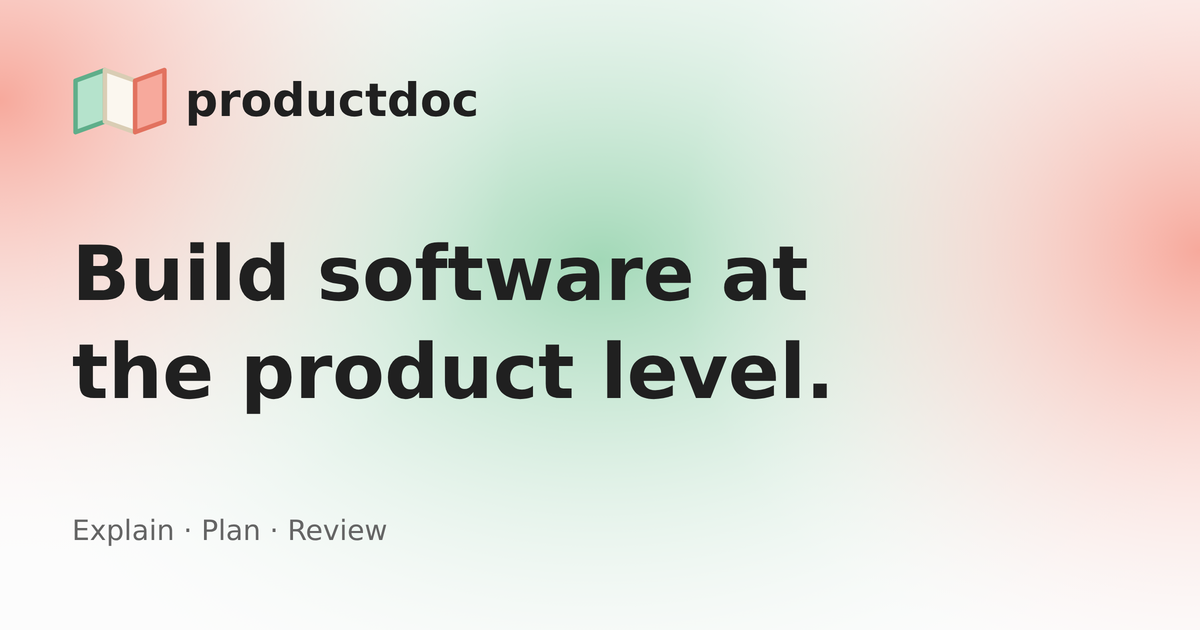 productdoc
Build software at
the product level.
Explain · Plan · Review